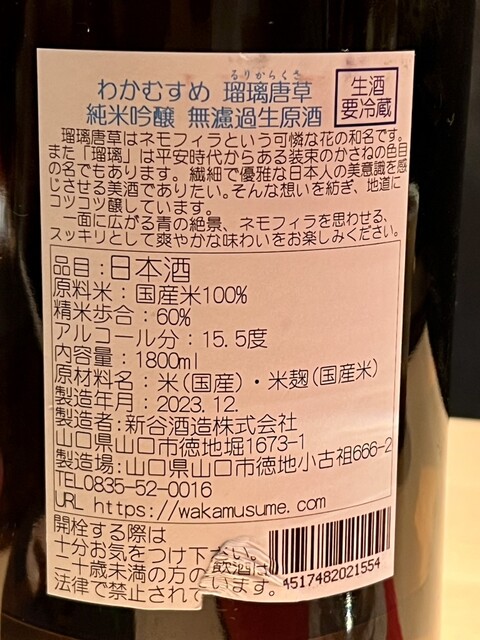 わかむすめ 瑠璃唐草
るりからくさ
純米吟醸 無濾過生原酒
生酒
要冷蔵
瑠璃唐草はネモフィラという可憐な花の和名です。
また「瑠璃」は平安時代からある装束のかさねの色目
の名でもあります。繊細で優雅な日本人の美意識を感
じさせる美酒でありたい。そんな想いを紡ぎ、地道に
コツコツ醸しています。
一面に広がる青の絶景、ネモフィラを思わせる、
スッキリとして爽やかな味わいをお楽しみください。
品目：日本酒
原料米：国産米100%
精米歩合：60%
アルコール分：15.5度
内容量：1800ml
原材料名：米(国産)・米麹(国産米)
製造年月：2023.12.
製造者：新谷酒造株式会社
山口県山口市徳地堀1673-1
製造場：山口県山口市徳地小古祖666-2
TEL0835-52-0016
URL https://wakamusume.com
開栓する際は
十分お気をつけ下さい。
二十歳未満の方の飲酒は
法律で禁止されています。
4517482021554